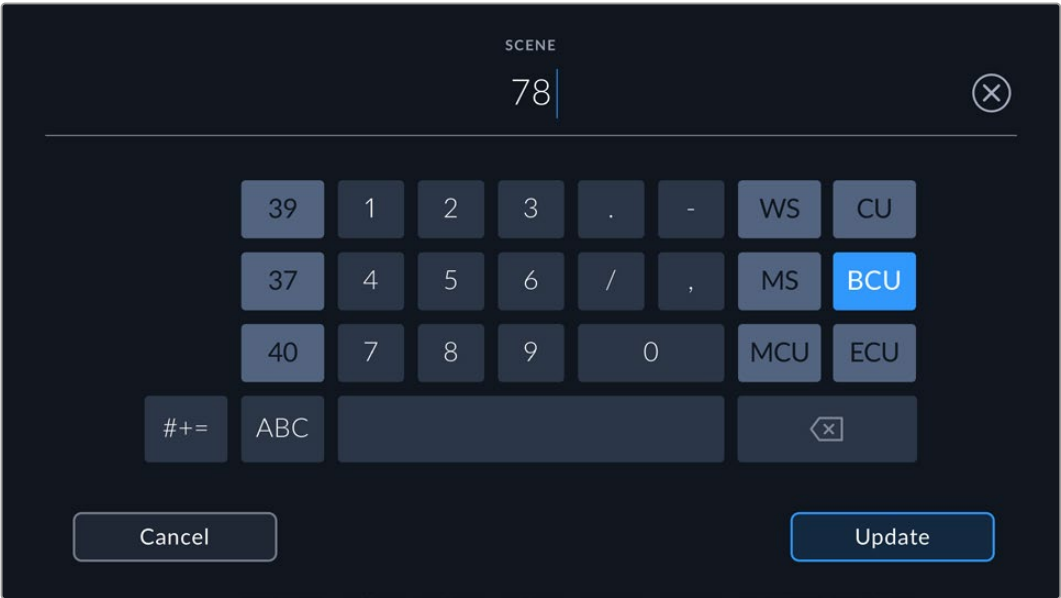 SCENE
78
39 1 2 3 . - WS CU
37 4 5 6 / , MS BCU
40 7 8 9 0 MCU ECU
#+= ABC
Cancel Update